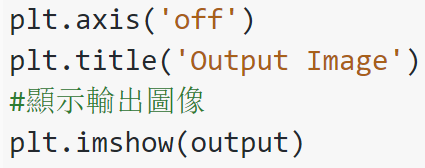 plt.axis('off')
plt.title('Output Image')
#顯示輸出圖像
plt.imshow(output)